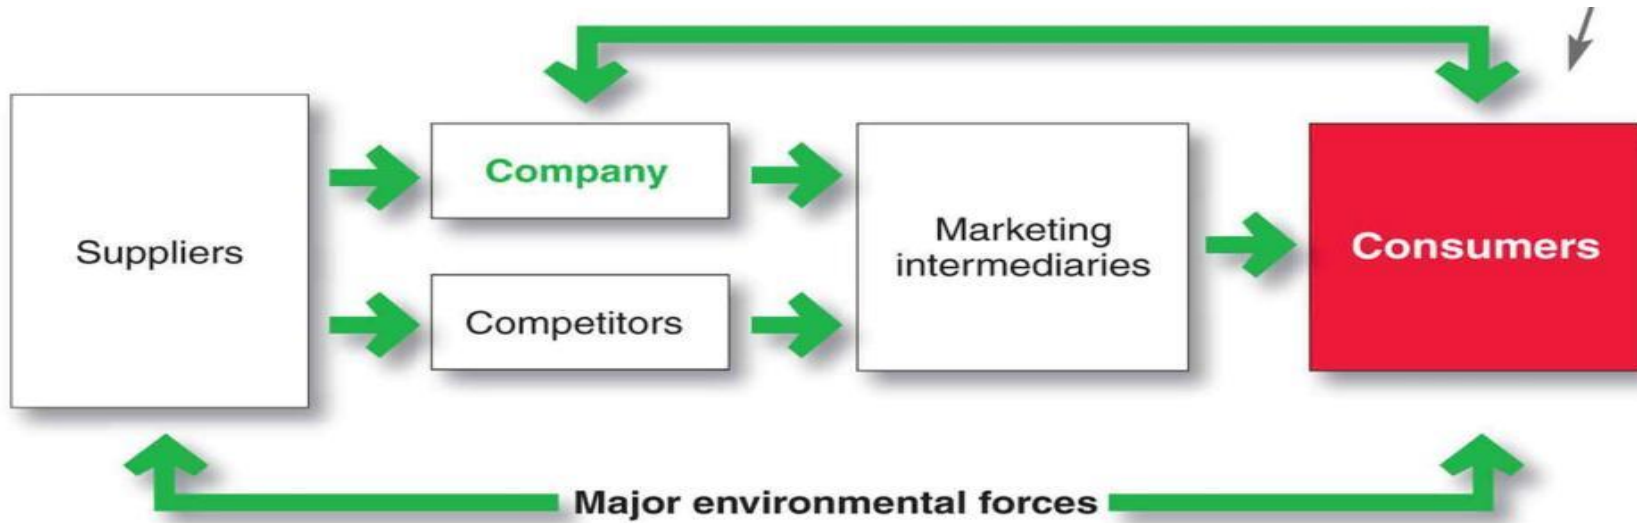 Suppliers
Company
Competitors
Marketing
intermediaries
Consumers
Major environmental forces